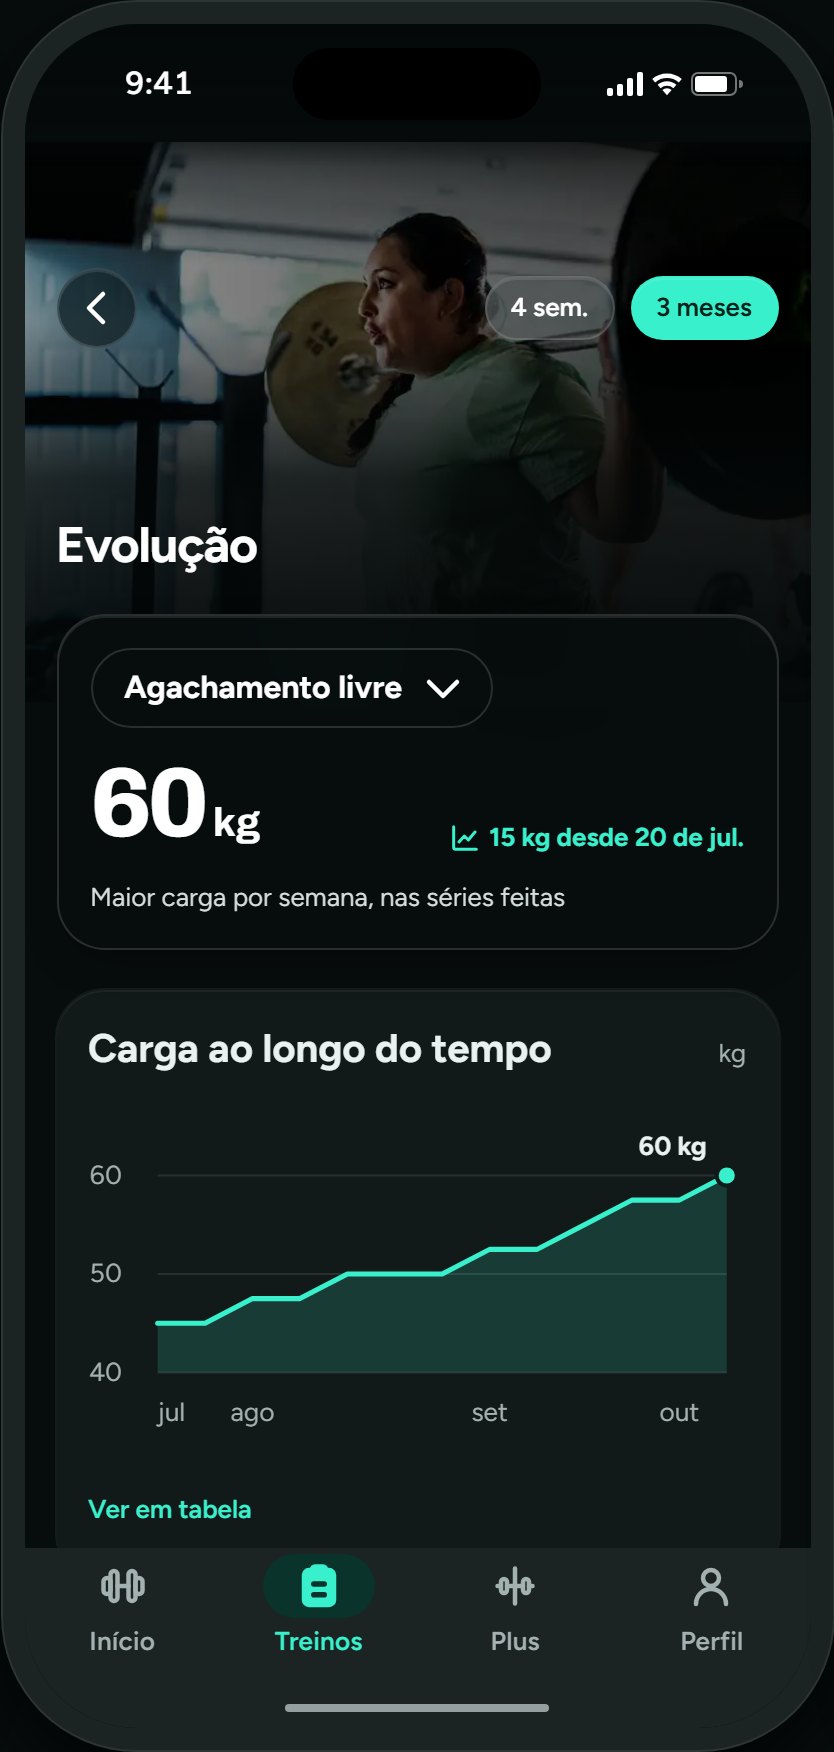 9:41
4 sem.
3 meses
Evolução
Agachamento livre
60 kg
15 kg desde 20 de jul.
Maior carga por semana, nas séries feitas
Carga ao longo do tempo
kg
60 kg
60
50
40
jul ago set out
Ver em tabela
Início Treinos Plus Perfil